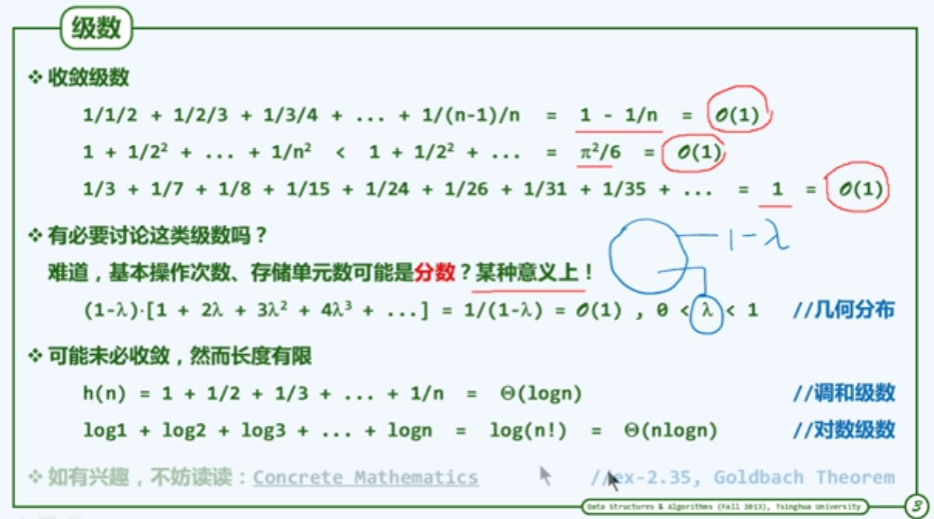 级数
❖ 收敛级数
1/1/2 + 1/2/3 + 1/3/4 + ... + 1/(n-1)/n = 1 - 1/n = O(1)
1 + 1/2² + ... + 1/n² < 1 + 1/2² + ... = π²/6 = O(1)
1/3 + 1/7 + 1/8 + 1/15 + 1/24 + 1/26 + 1/31 + 1/35 + ... = 1 = O(1)
❖ 有必要讨论这类级数吗？
1-λ
难道，基本操作次数、存储单元数可能是分数？某种意义上！
(1-λ)·[1 + 2λ + 3λ² + 4λ³ + ...] = 1/(1-λ) = O(1) , 0 < λ < 1 //几何分布
❖ 可能未必收敛，然而长度有限
h(n) = 1 + 1/2 + 1/3 + ... + 1/n = Θ(logn) //调和级数
log1 + log2 + log3 + ... + logn = log(n!) = Θ(nlogn) //对数级数
❖ 如有兴趣，不妨读读：Concrete Mathematics //ex-2.35, Goldbach Theorem
Data Structures & Algorithms (Fall 2013), Tsinghua University 3